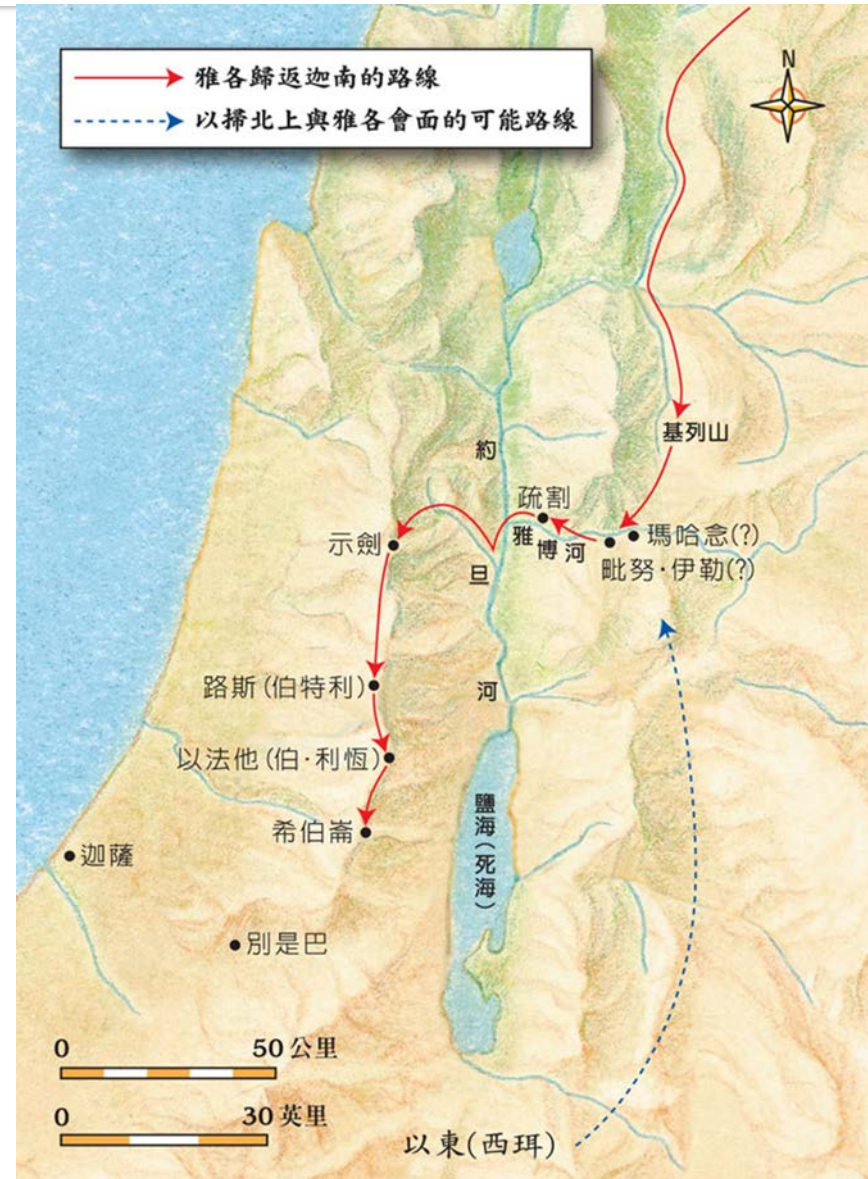 雅各歸返迦南的路線
以掃北上與雅各會面的可能路線
N
基列山
約旦河
疏割
雅博河
示劍
瑪哈念(?)
毗努·伊勒(?)
路斯(伯特利)
以法他(伯·利恆)
鹽海(死海)
希伯崙
迦薩
別是巴
0 50公里
0 30英里
以東(西珥)